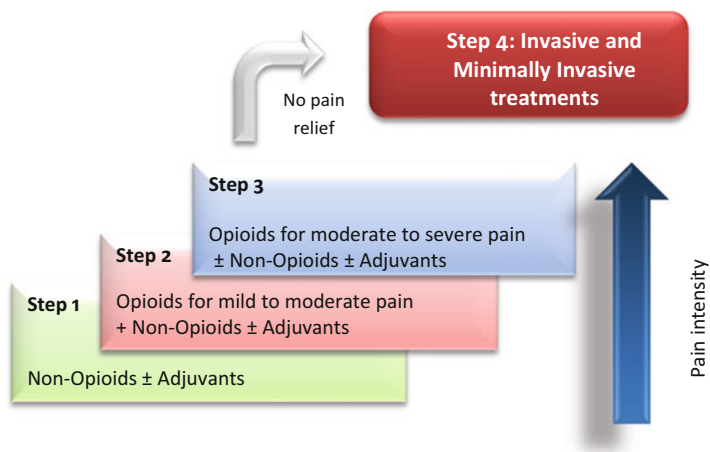 Step 4: Invasive and
Minimally Invasive
treatments
No pain
relief
Step 3
Opioids for moderate to severe pain
± Non-Opioids ± Adjuvants
Step 2
Opioids for mild to moderate pain
+ Non-Opioids ± Adjuvants
Step 1
Non-Opioids ± Adjuvants
Pain intensity